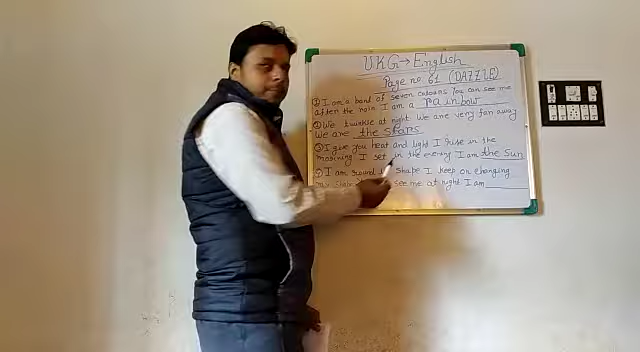 UKG → English
Page no. 61 (DAZZLE)
① I am a band of seven colours You can see me
after the rain I am a rainbow
② We twinkle at night We are very far away
We are the stars
③ I give you heat and light I rise in the
morning I set in the evening I am the Sun
④ I am round shape I keep on changing
see me at night I am